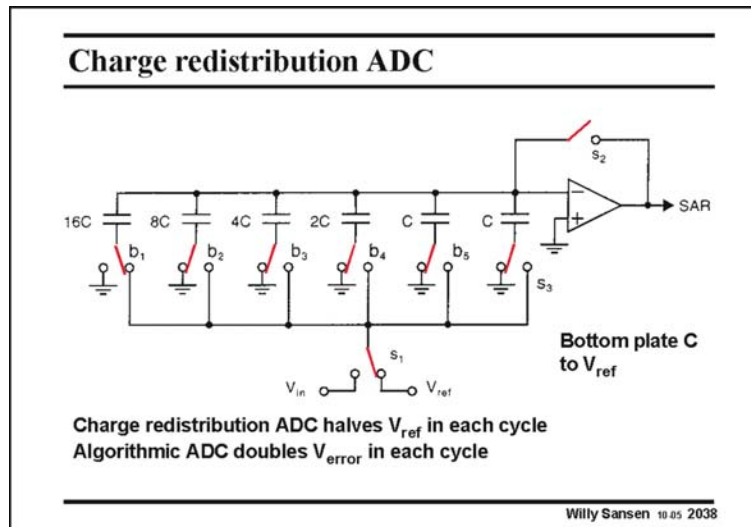 Charge redistribution ADC
s2
SAR
16C 8C 4C 2C C C
b1 b2 b3 b4 b5
s3
Bottom plate C
to Vref
s1
Vin Vref
Charge redistribution ADC halves Vref in each cycle
Algorithmic ADC doubles Verror in each cycle
Willy Sansen 10-05 2038